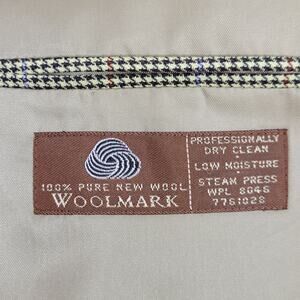 100% PURE NEW WOOL
WOOLMARK
PROFESSIONALLY
DRY CLEAN
LOW MOISTURE
STEAM PRESS
WPL 8046
7761028